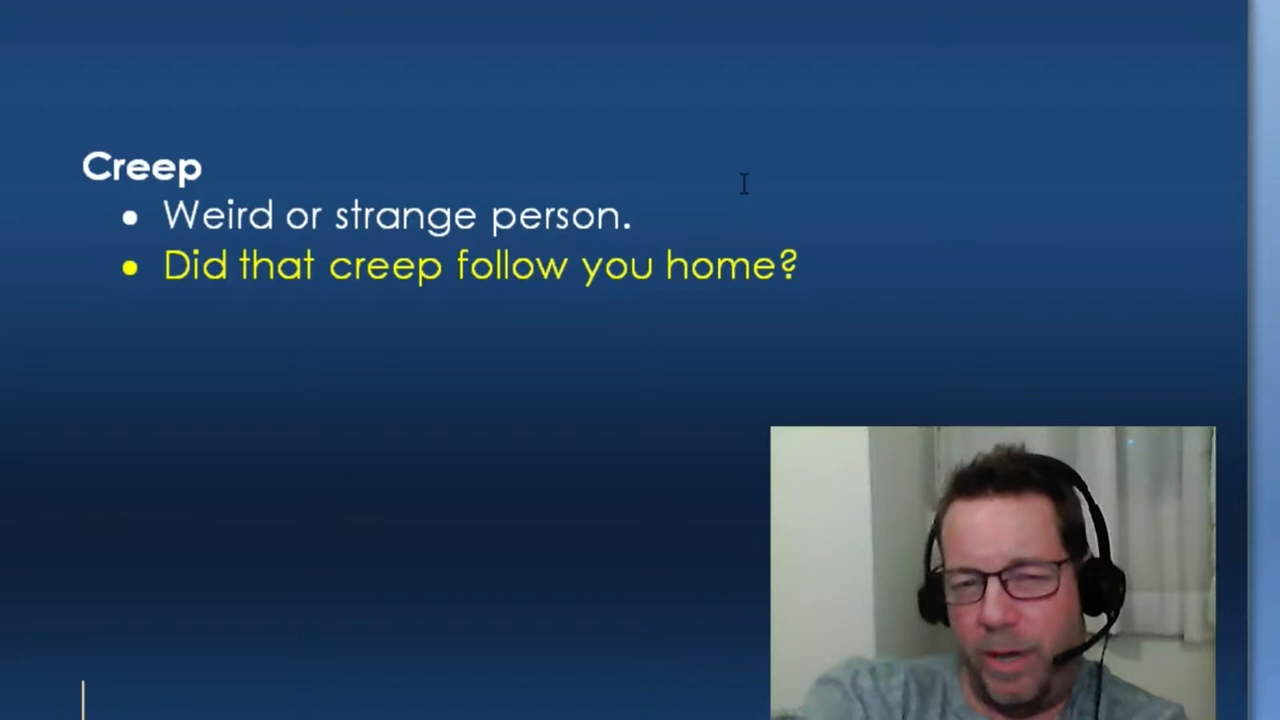 Creep
• Weird or strange person.
• Did that creep follow you home?